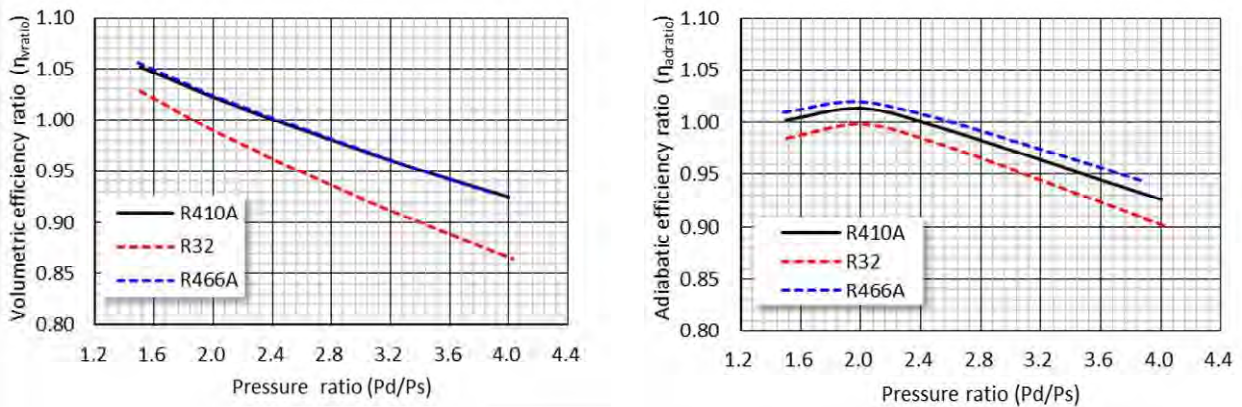 Volumetric efficiency ratio (ηvratio)
1.10
1.05
1.00
0.95
0.90
0.85
0.80
R410A
R32
R466A
1.2 1.6 2.0 2.4 2.8 3.2 3.6 4.0 4.4
Pressure ratio (Pd/Ps)
Adiabatic efficiency ratio (ηadratio)
1.10
1.05
1.00
0.95
0.90
0.85
0.80
R410A
R32
R466A
1.2 1.6 2.0 2.4 2.8 3.2 3.6 4.0 4.4
Pressure ratio (Pd/Ps)